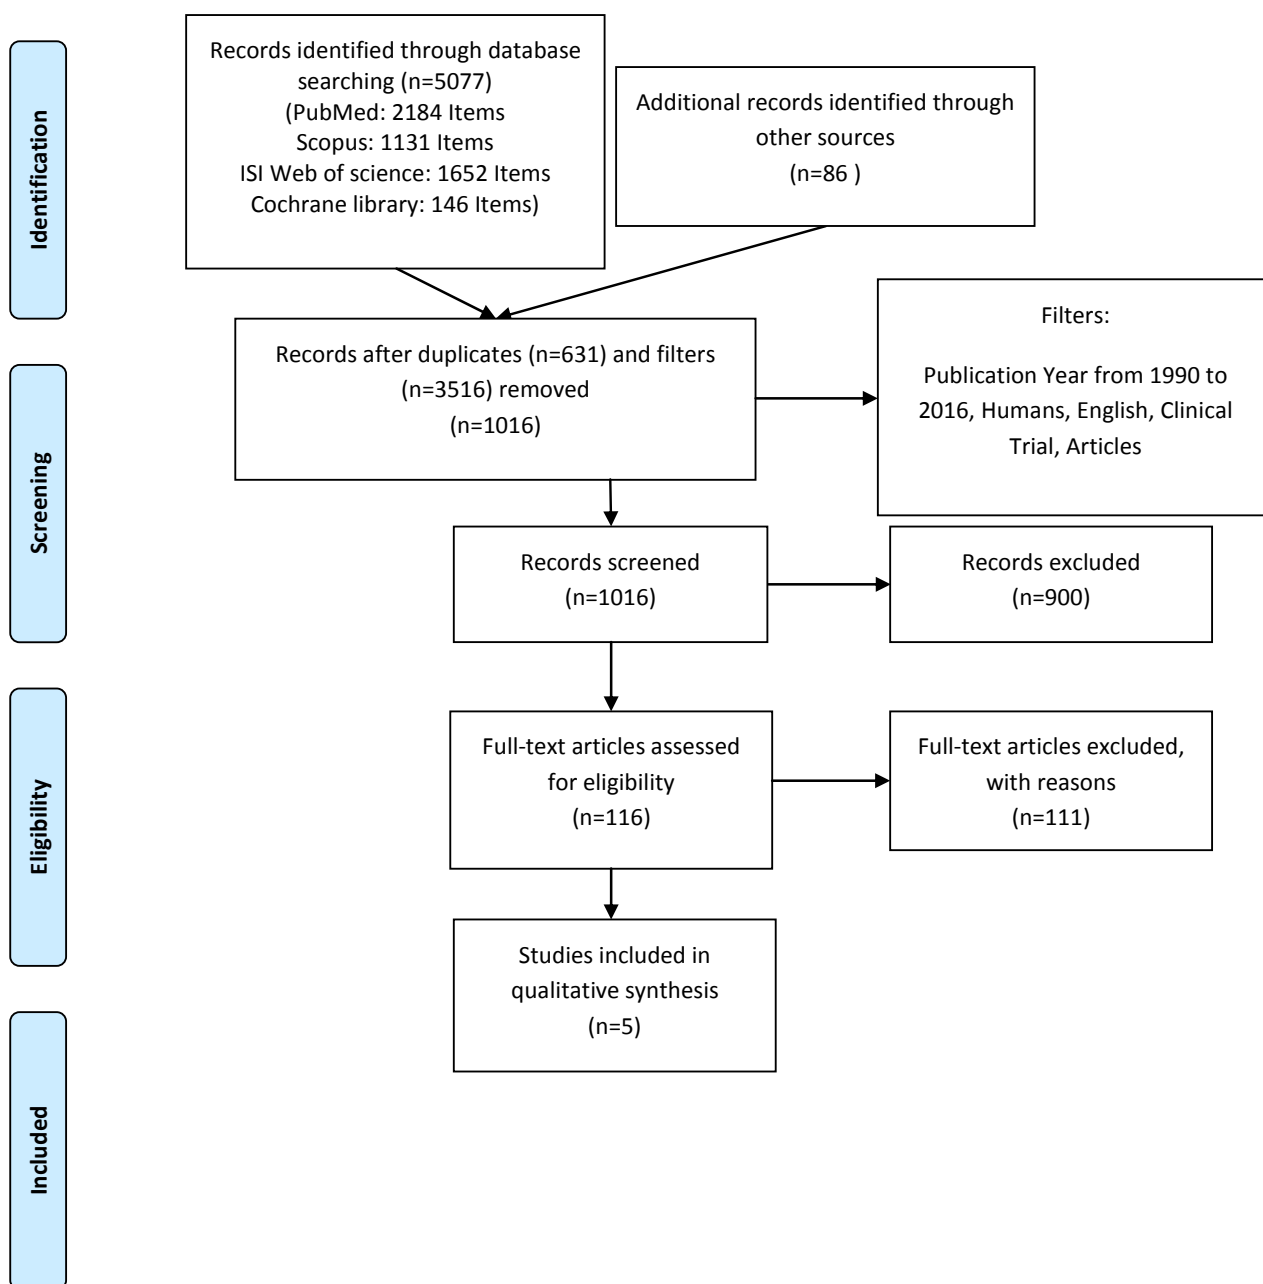 Identification
Records identified through database
searching (n=5077)
(PubMed: 2184 Items
Scopus: 1131 Items
ISI Web of science: 1652 Items
Cochrane library: 146 Items)
Additional records identified through
other sources
(n=86 )
Records after duplicates (n=631) and filters
(n=3516) removed
(n=1016)
Filters:
Publication Year from 1990 to
2016, Humans, English, Clinical
Trial, Articles
Screening
Records screened
(n=1016)
Records excluded
(n=900)
Eligibility
Full-text articles assessed
for eligibility
(n=116)
Full-text articles excluded,
with reasons
(n=111)
Studies included in
qualitative synthesis
(n=5)
Included